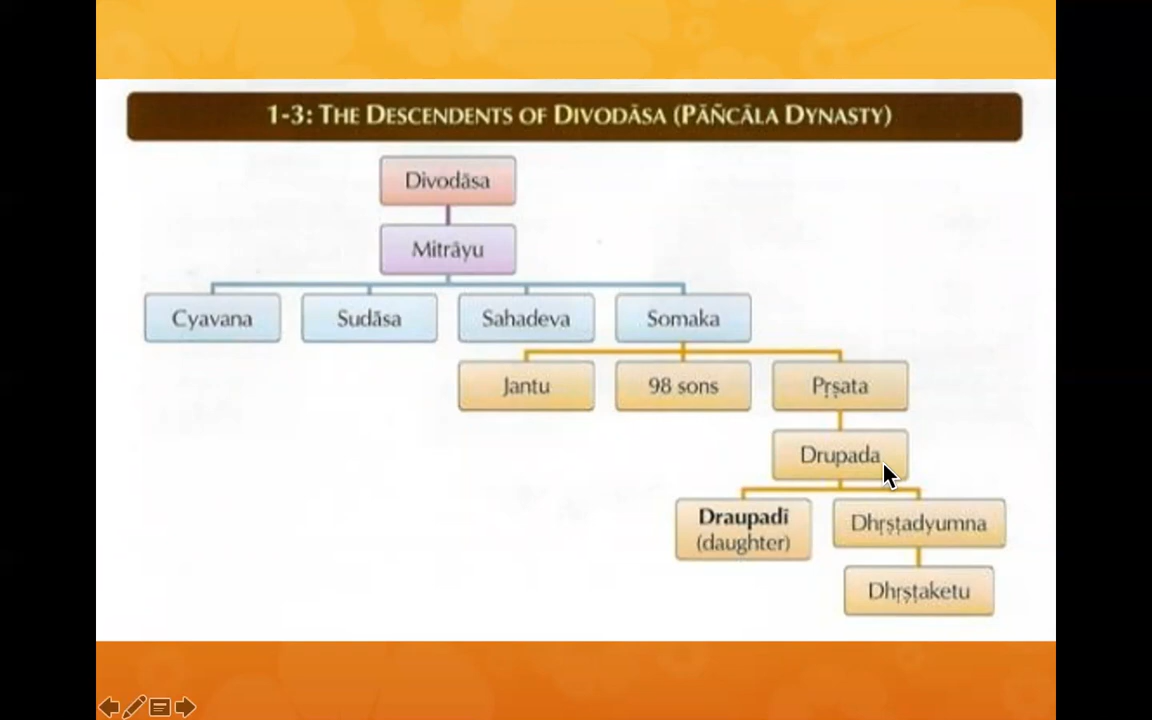 1-3: THE DESCENDENTS OF DIVODĀSA (PĀÑCĀLA DYNASTY)
Divodāsa
Mitrāyu
Cyavana
Sudāsa
Sahadeva
Somaka
Jantu
98 sons
Pṛṣata
Drupada
Draupadī
(daughter)
Dhṛṣṭadyumna
Dhṛṣṭaketu